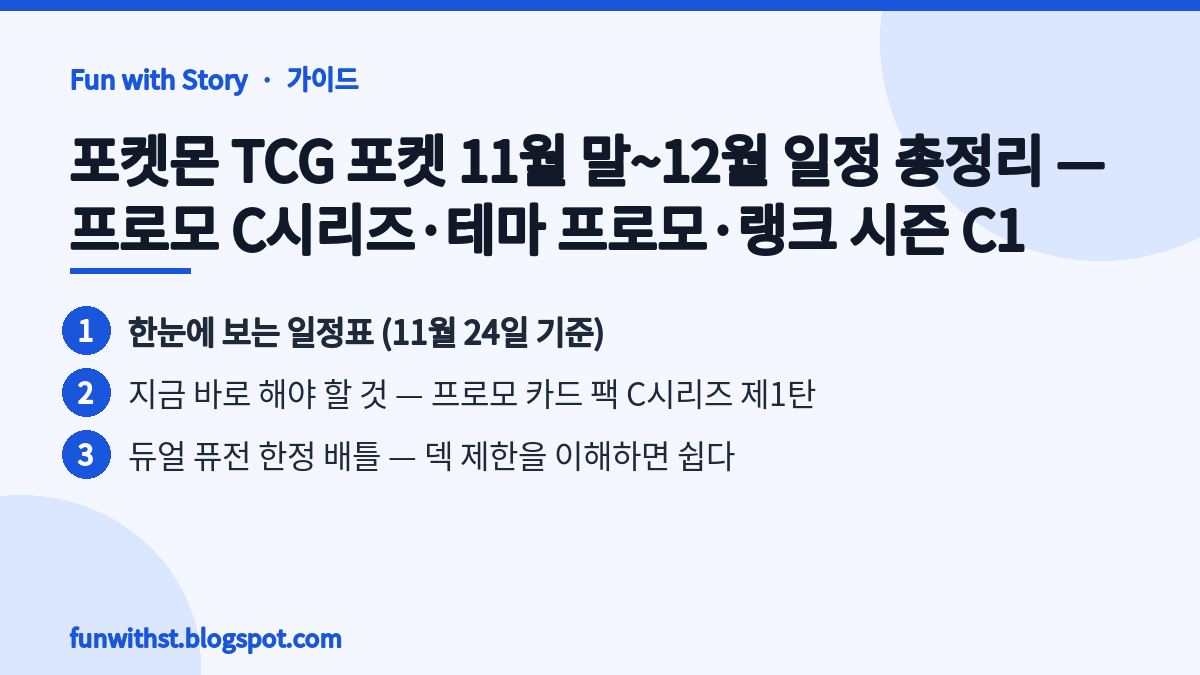 Fun with Story · 가이드
포켓몬 TCG 포켓 11월 말~12월 일정 총정리 —
프로모 C시리즈·테마 프로모·랭크 시즌 C1
1 한눈에 보는 일정표 (11월 24일 기준)
2 지금 바로 해야 할 것 — 프로모 카드 팩 C시리즈 제1탄
3 듀얼 퓨전 한정 배틀 — 덱 제한을 이해하면 쉽다
funwithst.blogspot.com